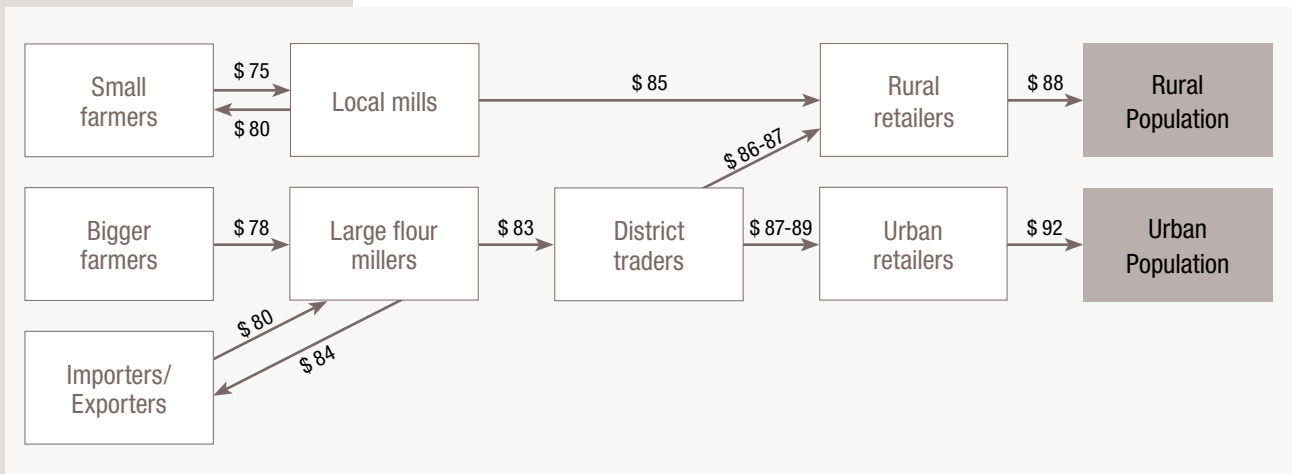 Small
farmers
$ 75
$ 80
Local mills
$ 85
Rural
retailers
$ 88
Rural
Population
$ 86-87
Bigger
farmers
$ 78
Large flour
millers
$ 83
District
traders
$ 87-89
Urban
retailers
$ 92
Urban
Population
$ 80
$ 84
Importers/
Exporters